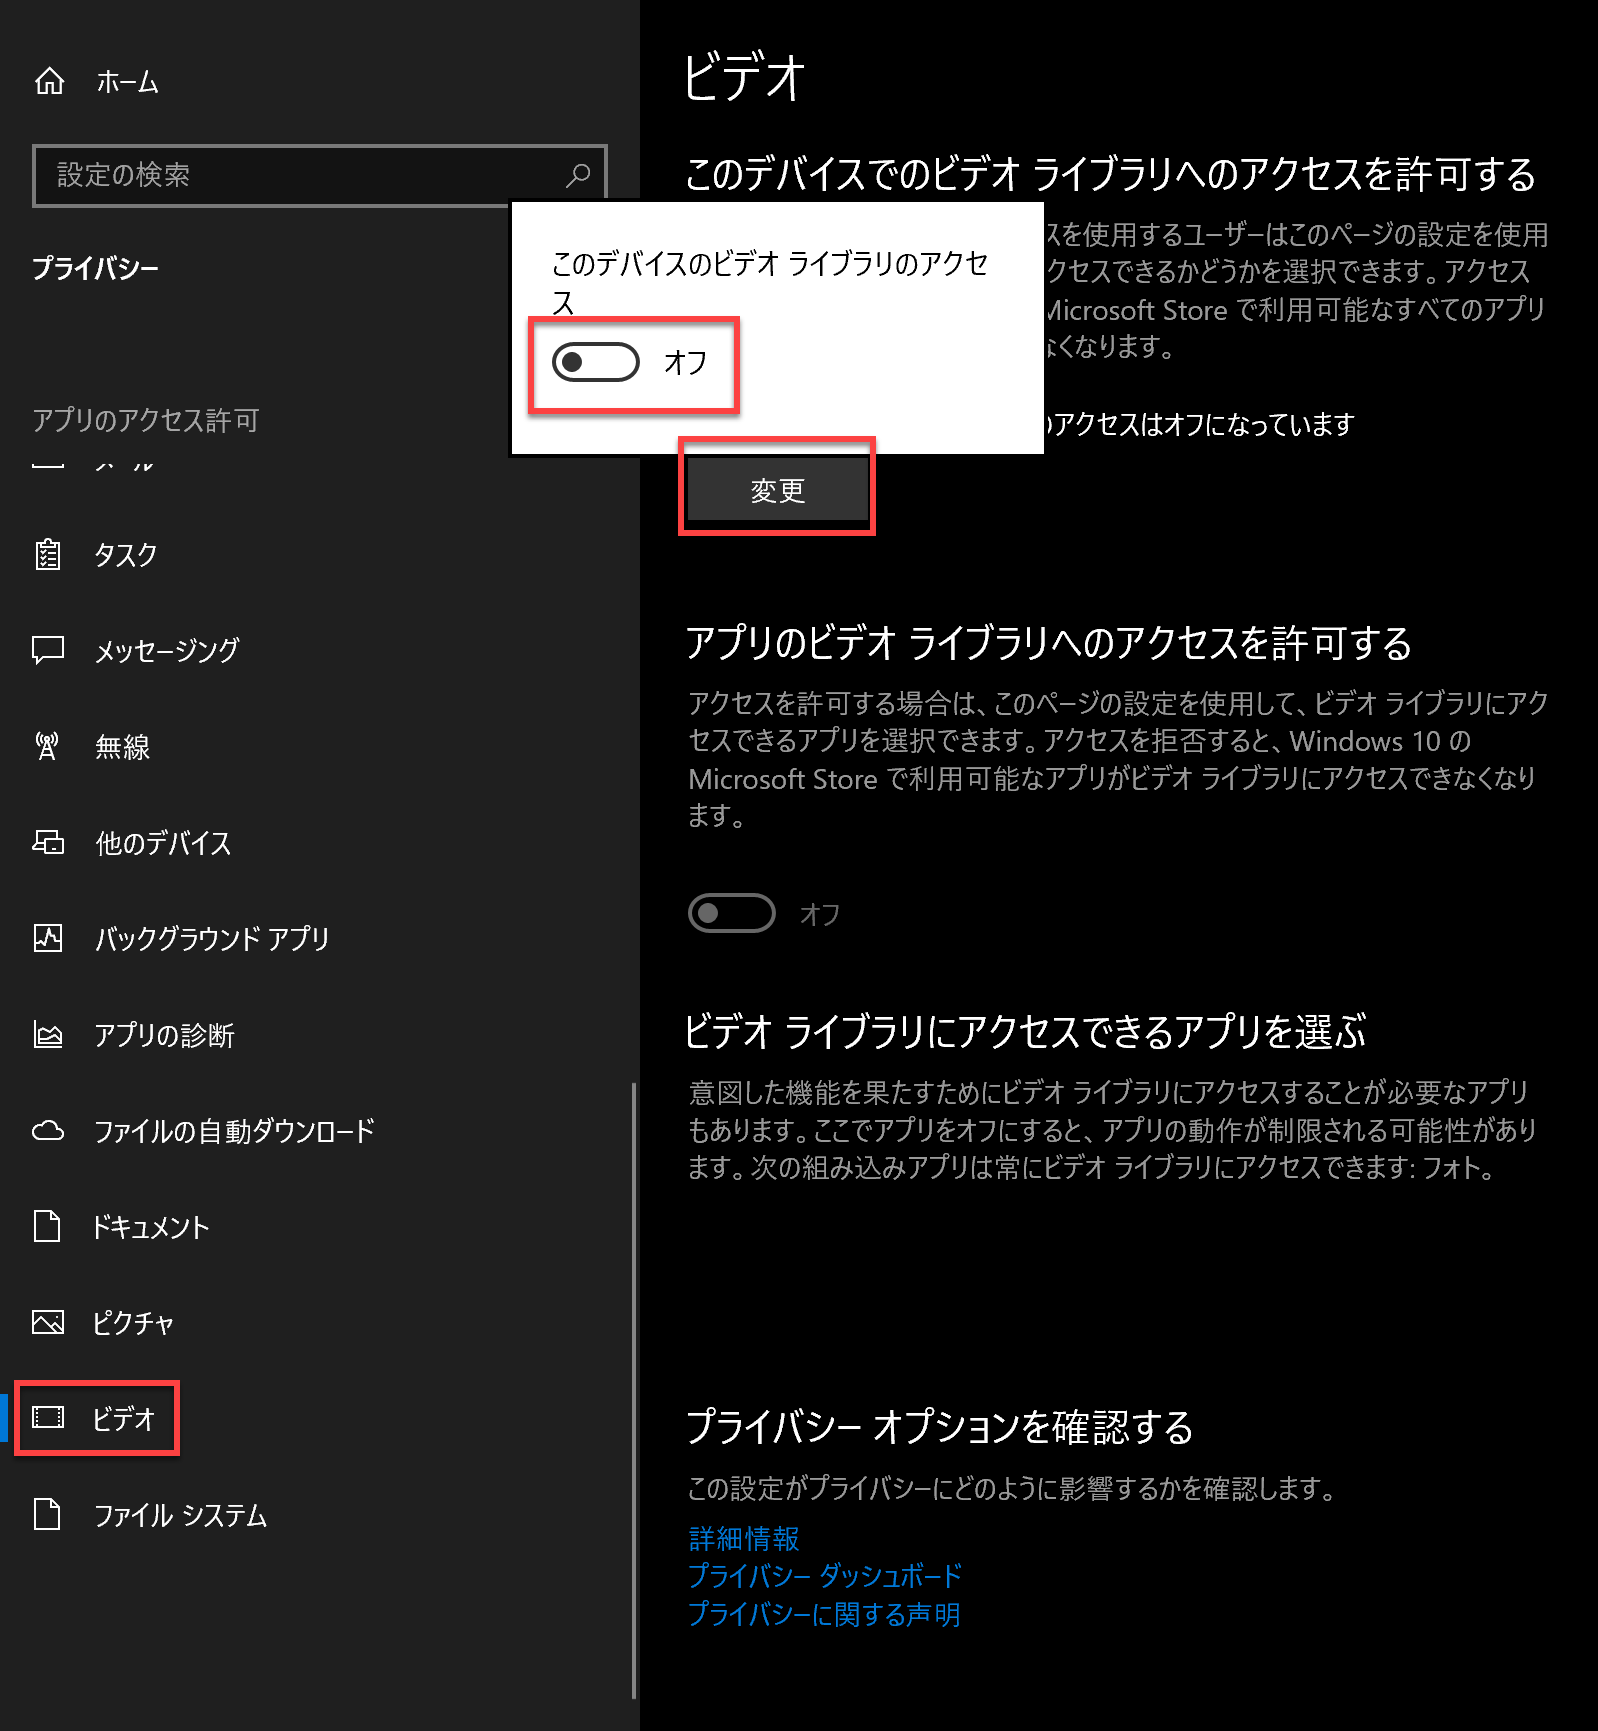 ホーム
設定の検索
プライバシー
アプリのアクセス許可
メール
タスク
メッセージング
無線
他のデバイス
バックグラウンド アプリ
アプリの診断
ファイルの自動ダウンロード
ドキュメント
ピクチャ
ビデオ
ファイル システム
ビデオ
このデバイスでのビデオ ライブラリへのアクセスを許可する
スを使用するユーザーはこのページの設定を使用
クセスできるかどうかを選択できます。アクセス
Microsoft Store で利用可能なすべてのアプリ
なくなります。
のアクセスはオフになっています
このデバイスのビデオ ライブラリのアクセ
ス
オフ
変更
アプリのビデオ ライブラリへのアクセスを許可する
アクセスを許可する場合は、このページの設定を使用して、ビデオ ライブラリにアク
セスできるアプリを選択できます。アクセスを拒否すると、Windows 10 の
Microsoft Store で利用可能なアプリがビデオ ライブラリにアクセスできなくなり
ます。
オフ
ビデオ ライブラリにアクセスできるアプリを選ぶ
意図した機能を果たすためにビデオ ライブラリにアクセスすることが必要なアプリ
もあります。ここでアプリをオフにすると、アプリの動作が制限される可能性があり
ます。次の組み込みアプリは常にビデオ ライブラリにアクセスできます: フォト。
プライバシー オプションを確認する
この設定がプライバシーにどのように影響するかを確認します。
詳細情報
プライバシー ダッシュボード
プライバシーに関する声明